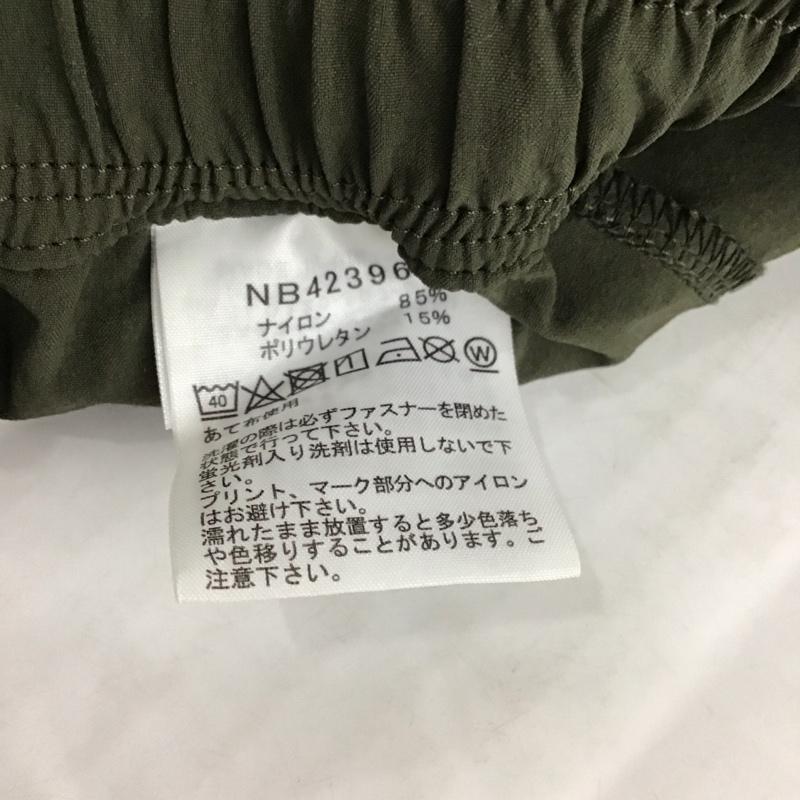 NB42396
ナイロン 85%
ポリウレタン 15%
40 1 W
あて布使用
洗濯の際は必ずファスナーを閉めた
状態で行って下さい。
蛍光剤入り洗剤は使用しないで下
さい。
プリント、マーク部分へのアイロン
はお避け下さい。
濡れたまま放置すると多少色落ち
や色移りすることがあります。ご
注意下さい。